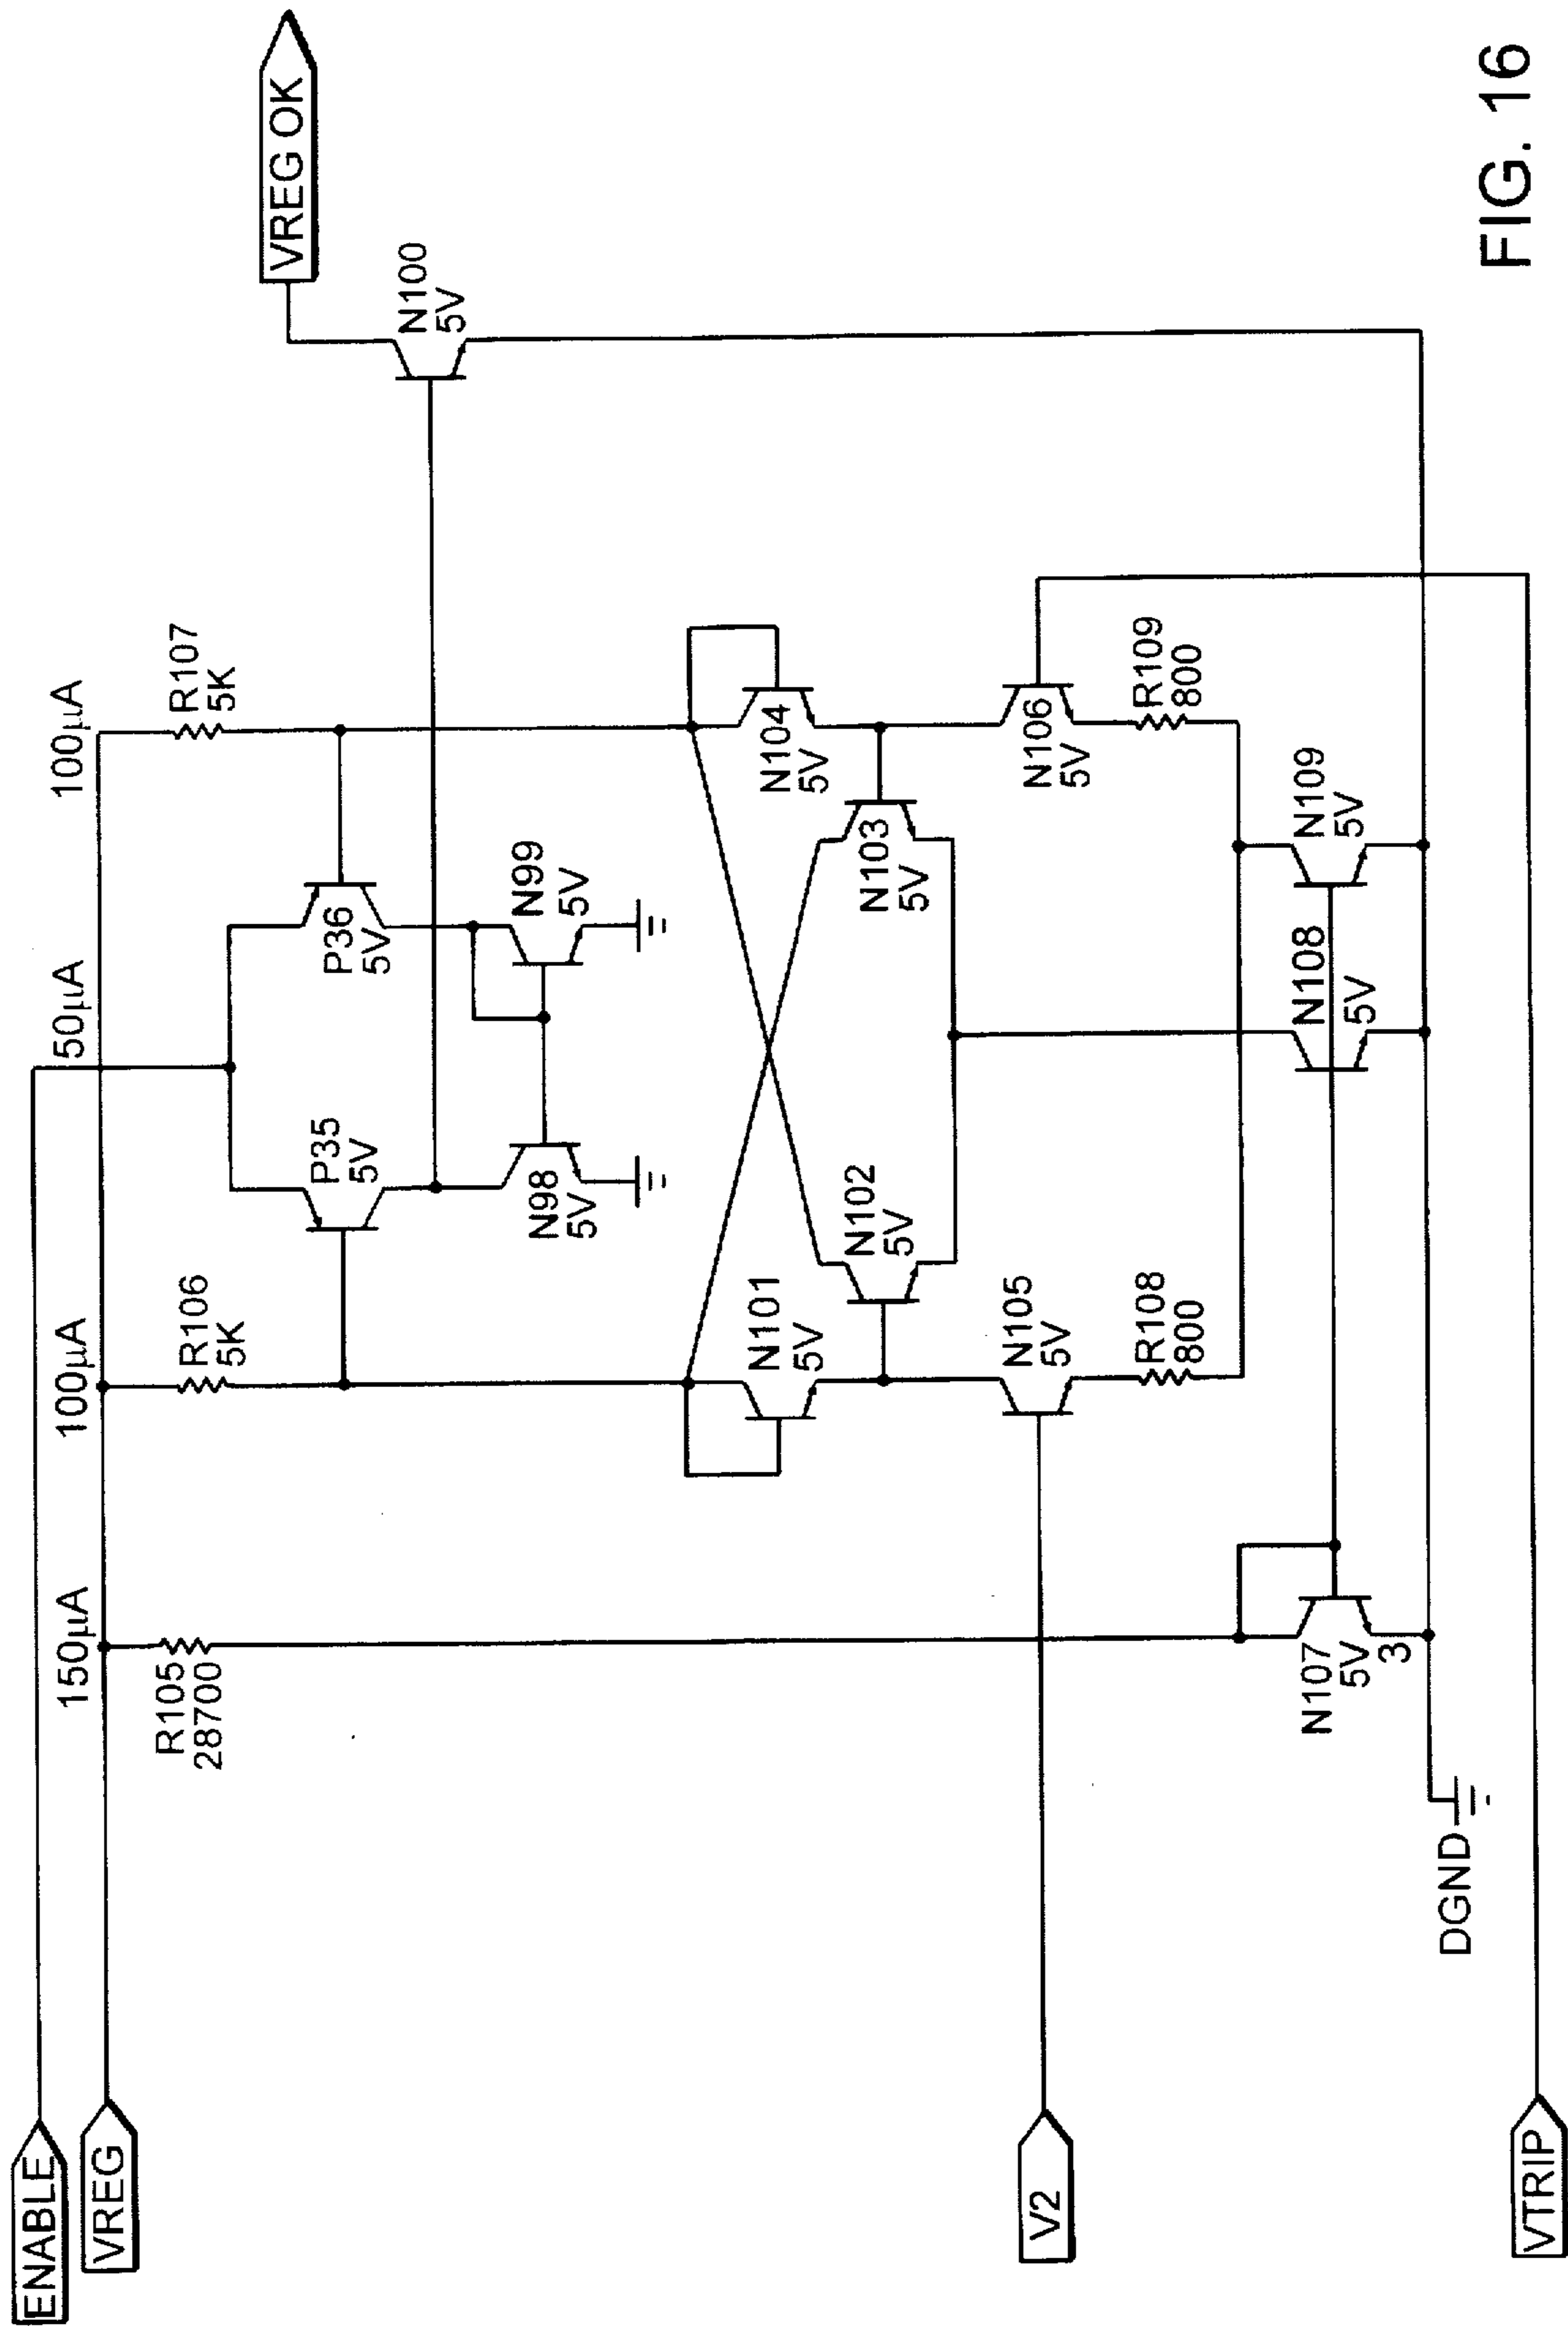 ENABLE
VREG
150µA
100µA
50µA
100µA
R105
28700
R106
5K
R107
5K
P35
5V
P36
5V
VREG OK
N100
5V
N98
5V
N99
5V
N101
5V
N102
5V
N103
5V
N104
5V
V2
N105
5V
N106
5V
R108
800
R109
800
N107
5V
3
N108
5V
N109
5V
DGND
VTRIP
FIG. 16